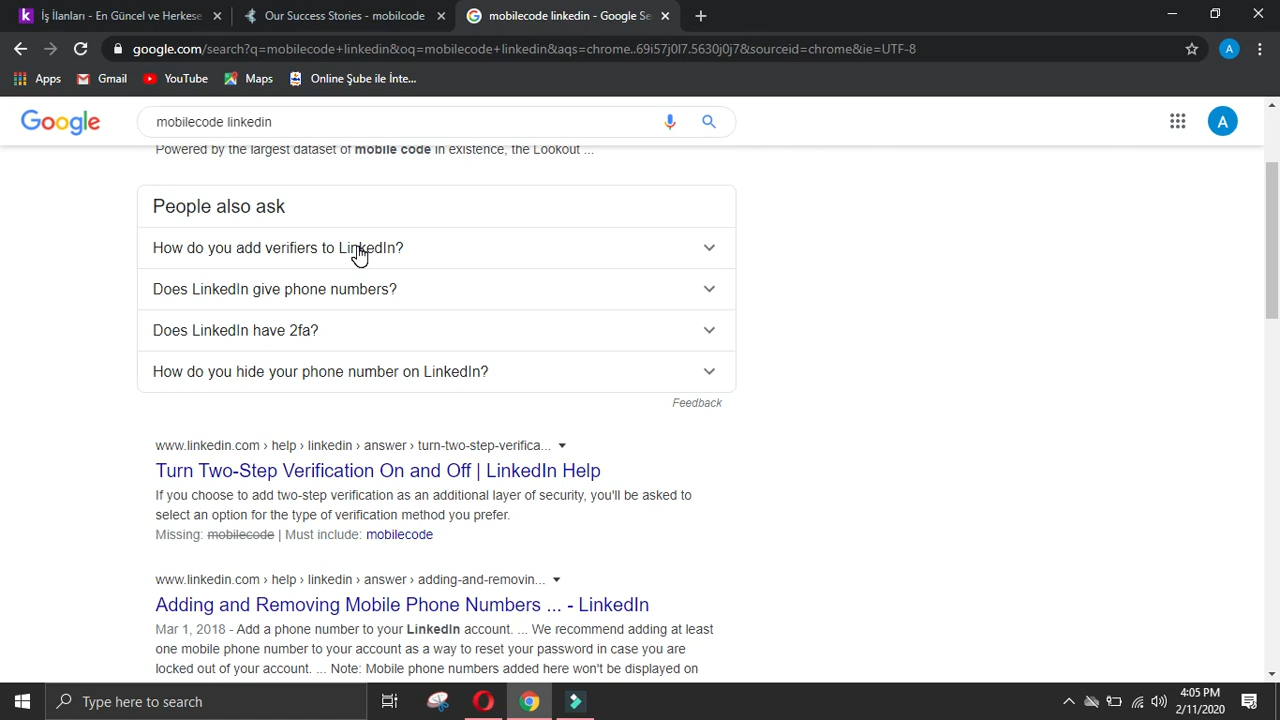 İş İlanları - En Güncel ve Herkese
Our Success Stories - mobilcode
mobilecode linkedin - Google Se
google.com/search?q=mobilecode+linkedin&oq=mobilecode+linkedin&aqs=chrome..69i57j0l7.5630j0j7&sourceid=chrome&ie=UTF-8
A
Apps
Gmail
YouTube
Maps
Online Şube ile İnte...
Google
mobilecode linkedin
A
Powered by the largest dataset of mobile code in existence, the Lookout ...
People also ask
How do you add verifiers to LinkedIn?
Does LinkedIn give phone numbers?
Does LinkedIn have 2fa?
How do you hide your phone number on LinkedIn?
Feedback
www.linkedin.com › help › linkedin › answer › turn-two-step-verifica...
Turn Two-Step Verification On and Off | LinkedIn Help
If you choose to add two-step verification as an additional layer of security, you'll be asked to
select an option for the type of verification method you prefer.
Missing: mobilecode | Must include: mobilecode
www.linkedin.com › help › linkedin › answer › adding-and-removin...
Adding and Removing Mobile Phone Numbers ... - LinkedIn
Mar 1, 2018 - Add a phone number to your LinkedIn account. ... We recommend adding at least
one mobile phone number to your account as a way to reset your password in case you are
locked out of your account. ... Note: Mobile phone numbers added here won't be displayed on
Type here to search
4:05 PM
2/11/2020